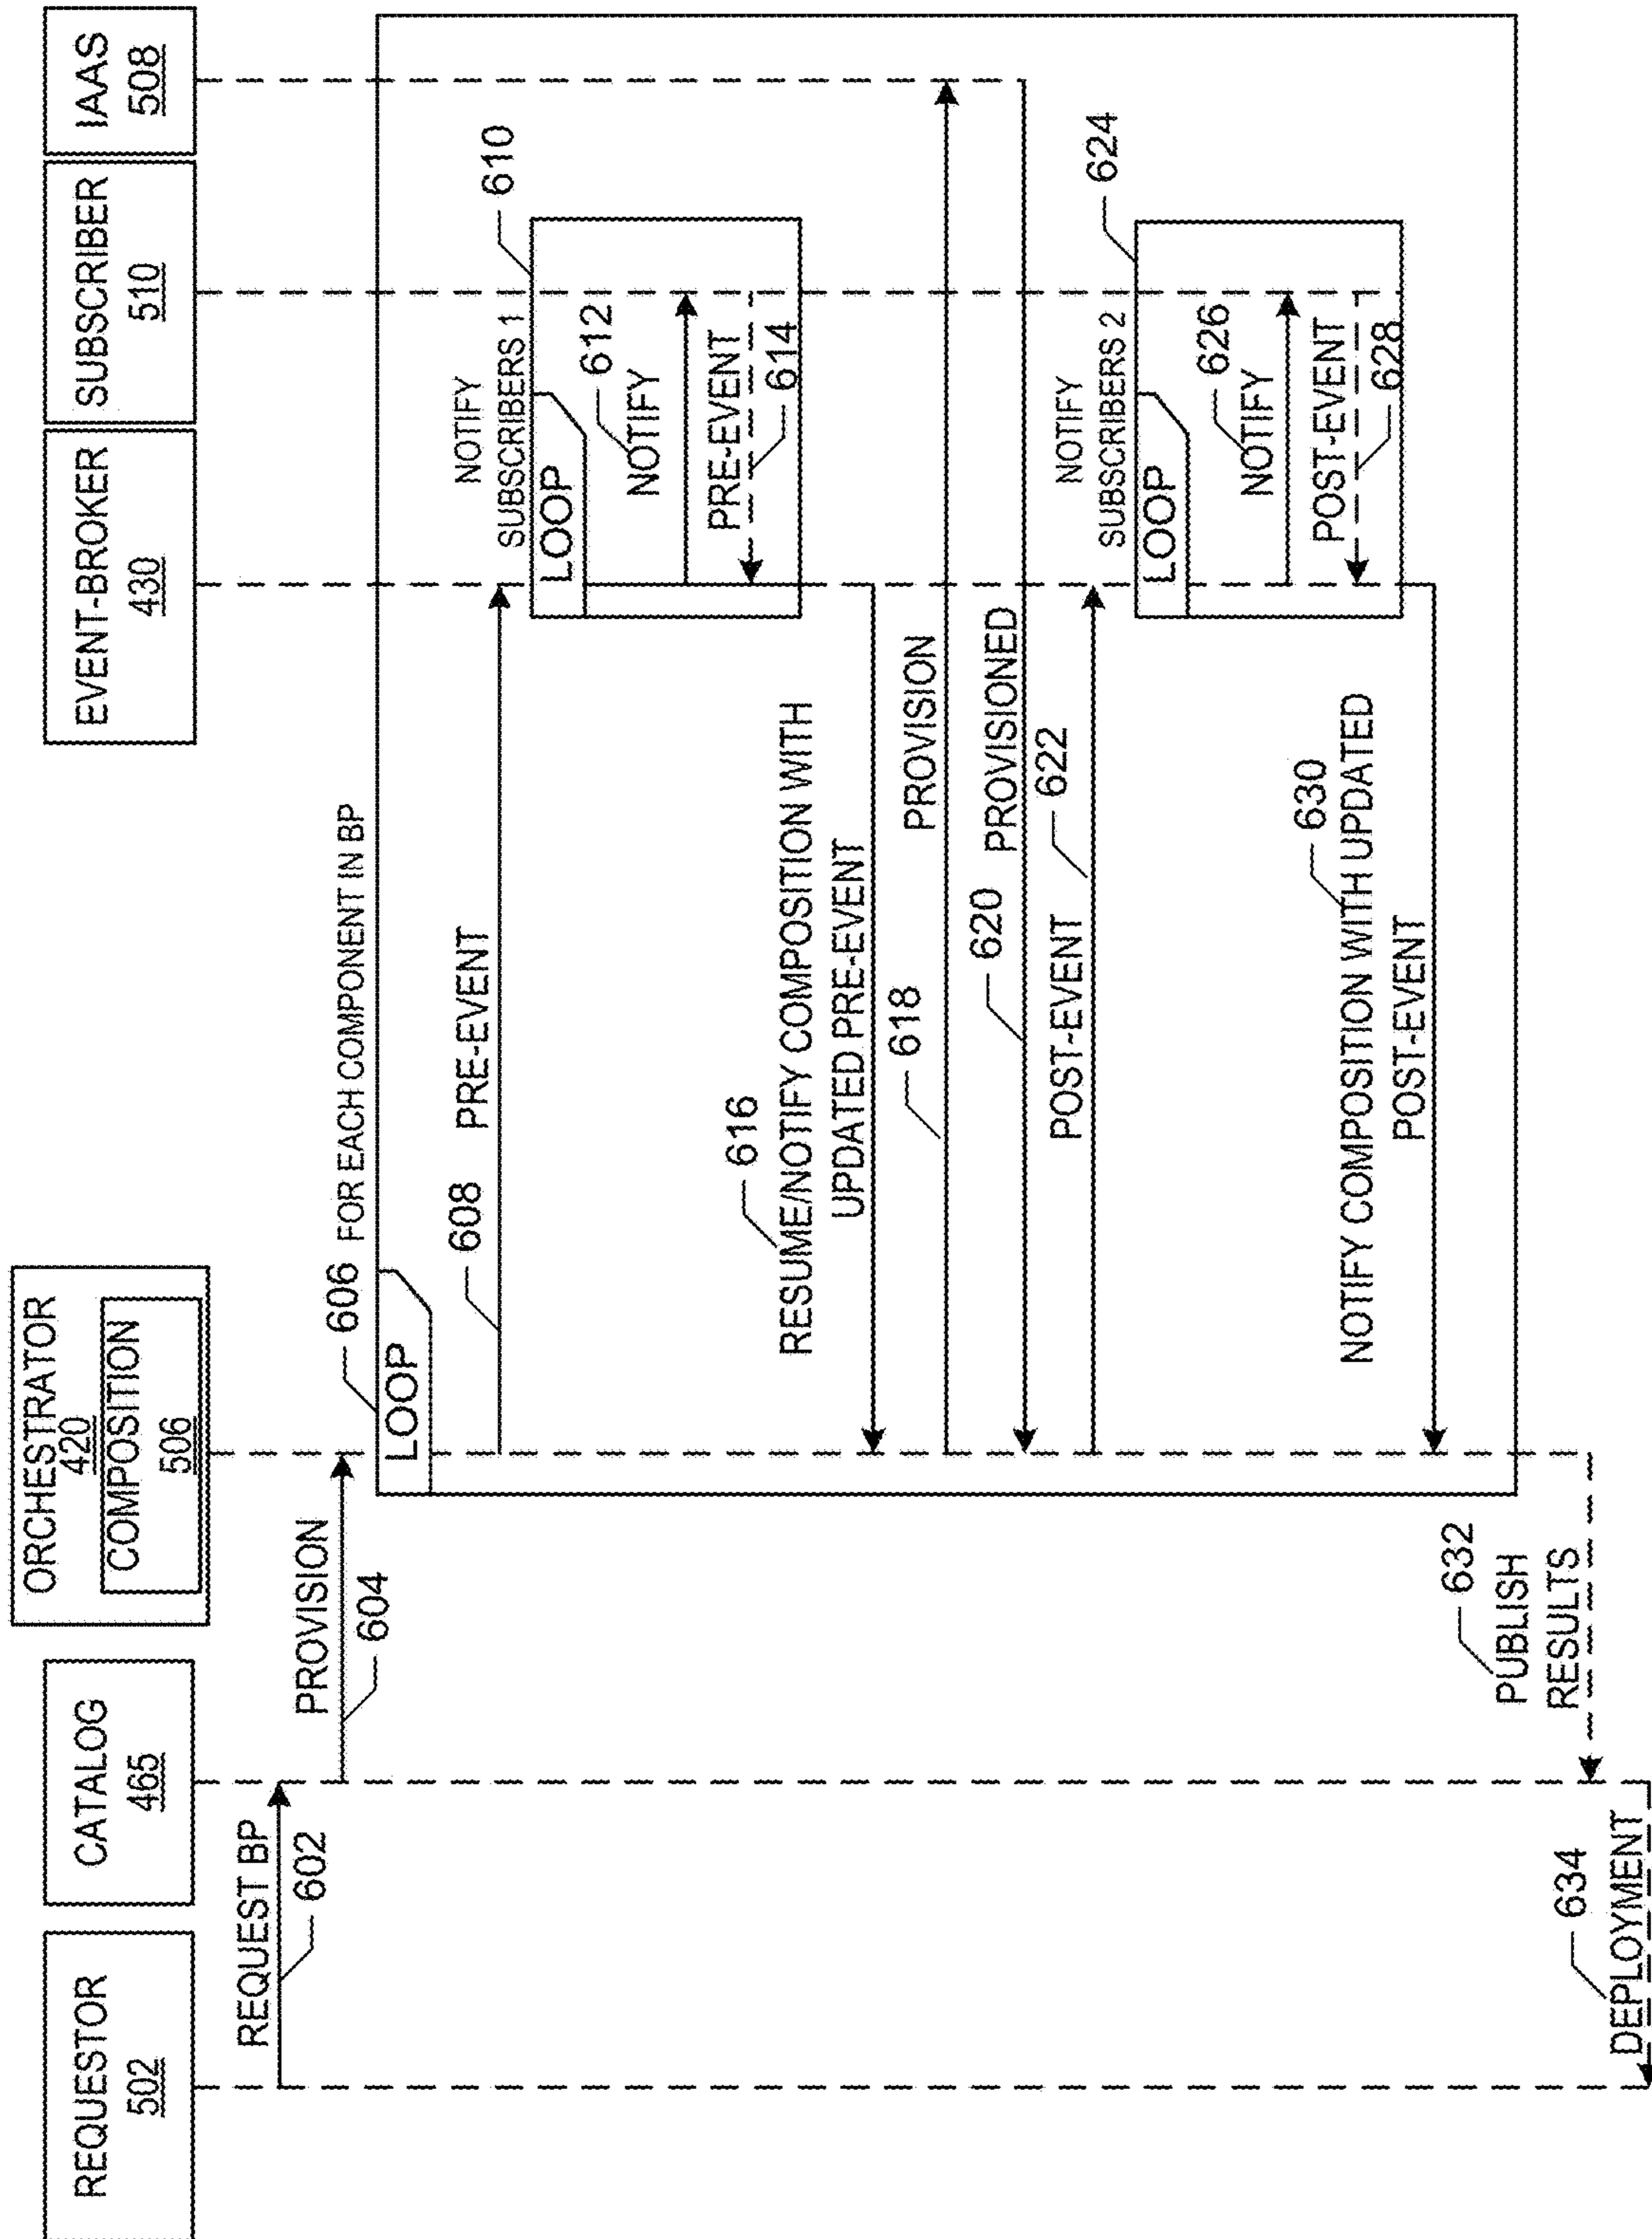 REQUESTOR
502
CATALOG
465
ORCHESTRATOR
420
COMPOSITION
506
EVENT-BROKER
430
SUBSCRIBER
510
IAAS
508
REQUEST BP
602
PROVISION
604
606 FOR EACH COMPONENT IN BP
LOOP
608
PRE-EVENT
NOTIFY
SUBSCRIBERS 1
610
LOOP
612
NOTIFY
PRE-EVENT
614
616
RESUME/NOTIFY COMPOSITION WITH
UPDATED PRE-EVENT
618
PROVISION
620
PROVISIONED
622
POST-EVENT
NOTIFY
SUBSCRIBERS 2
624
LOOP
626
NOTIFY
POST-EVENT
628
630
NOTIFY COMPOSITION WITH UPDATED
POST-EVENT
632
PUBLISH
RESULTS
634
DEPLOYMENT